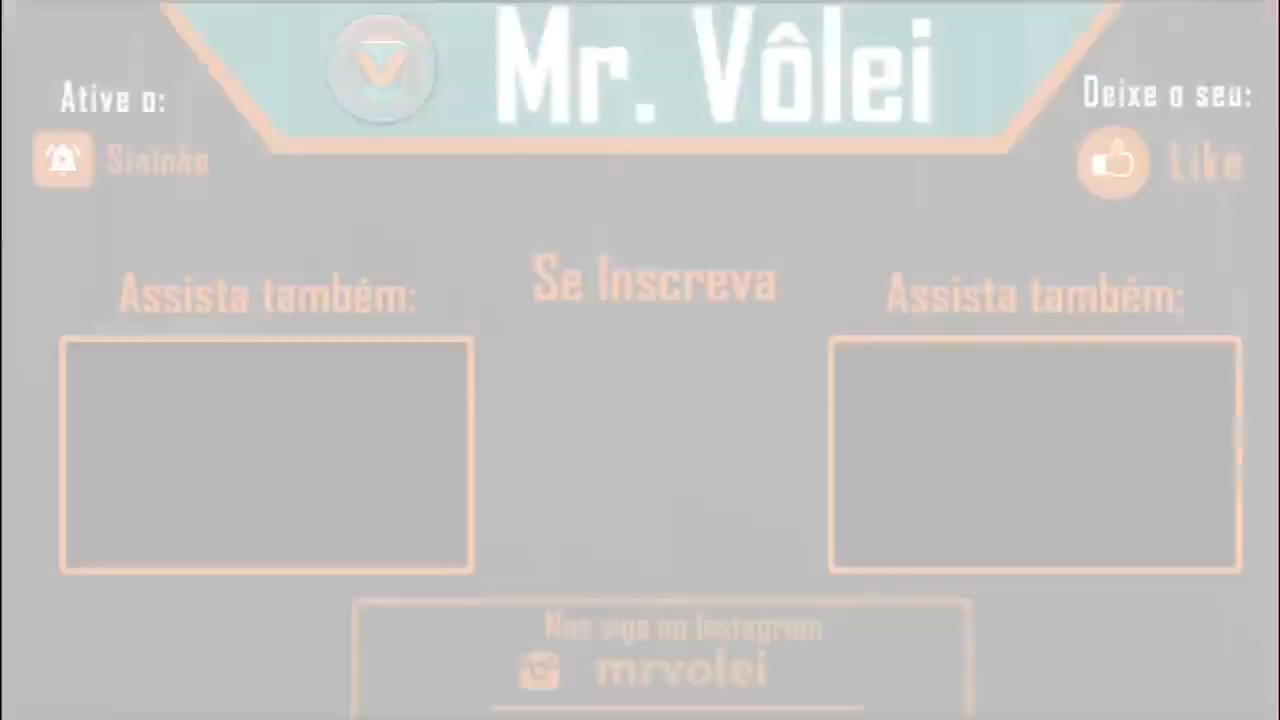 Mr. Vôlei
Ative o:
Sininho
Deixe o seu:
Like
Assista também:
Se Inscreva
Assista também:
Nos siga no Instagram
mrvolei